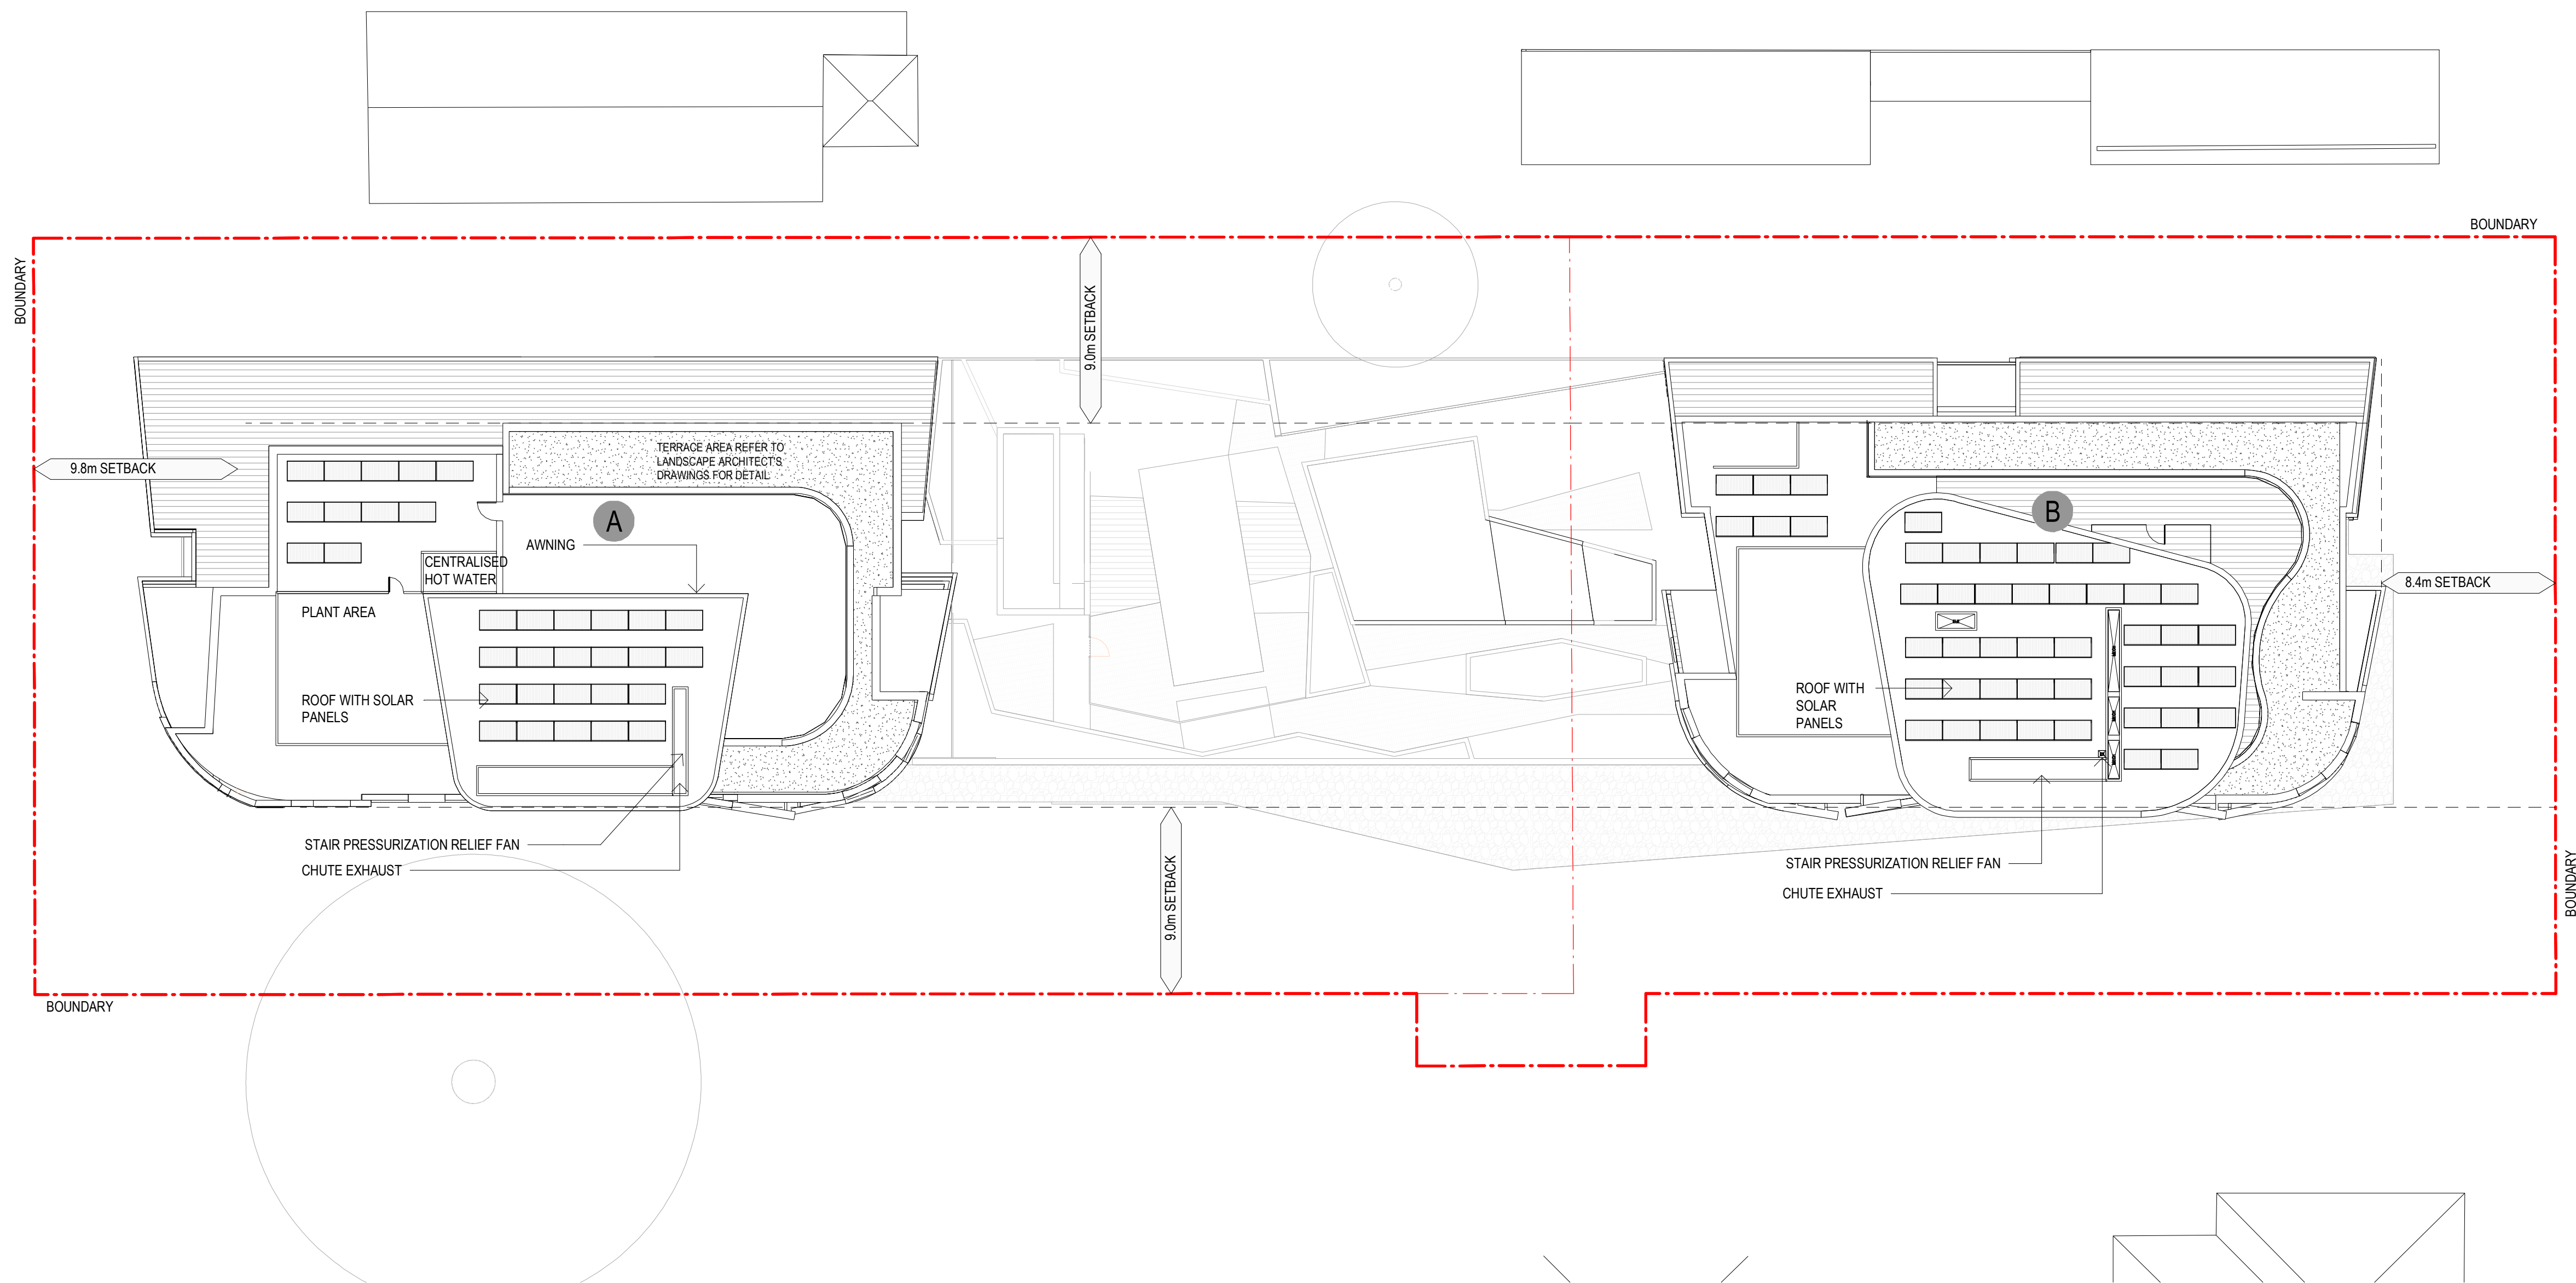 BOUNDARY
BOUNDARY
9.0m SETBACK
TERRACE AREA REFER TO
LANDSCAPE ARCHITECT'S
DRAWINGS FOR DETAIL
9.8m SETBACK
A
B
AWNING
CENTRALISED
HOT WATER
8.4m SETBACK
PLANT AREA
ROOF WITH SOLAR
PANELS
ROOF WITH
SOLAR
PANELS
STAIR PRESSURIZATION RELIEF FAN
CHUTE EXHAUST
STAIR PRESSURIZATION RELIEF FAN
CHUTE EXHAUST
9.0m SETBACK
BOUNDARY
BOUNDARY